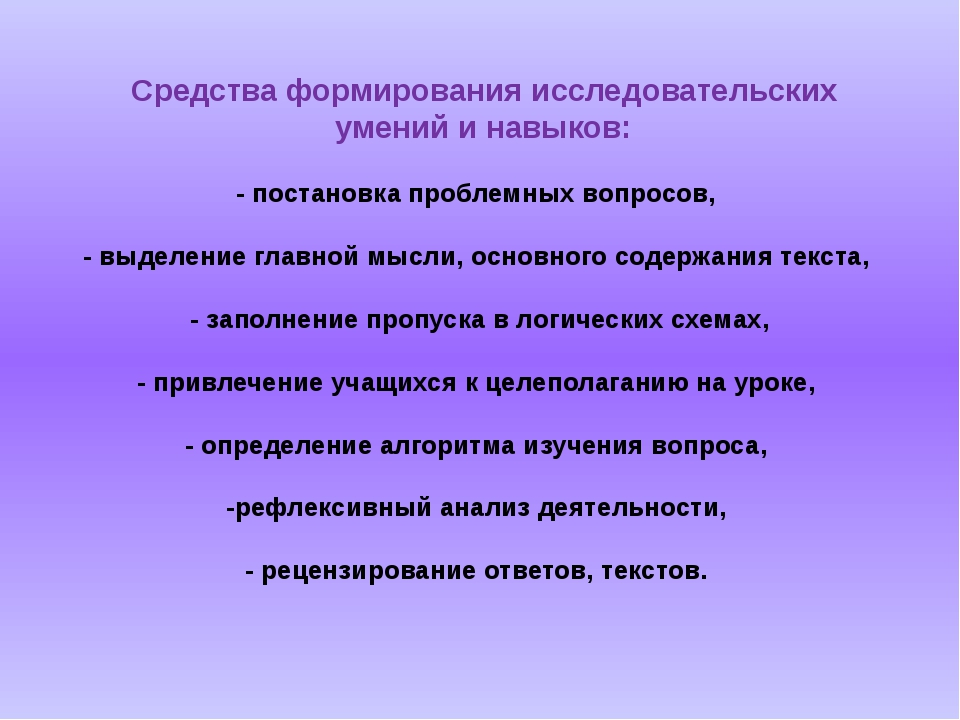 Средства формирования исследовательских
умений и навыков:
- постановка проблемных вопросов,
- выделение главной мысли, основного содержания текста,
- заполнение пропуска в логических схемах,
- привлечение учащихся к целеполаганию на уроке,
- определение алгоритма изучения вопроса,
-рефлексивный анализ деятельности,
- рецензирование ответов, текстов.